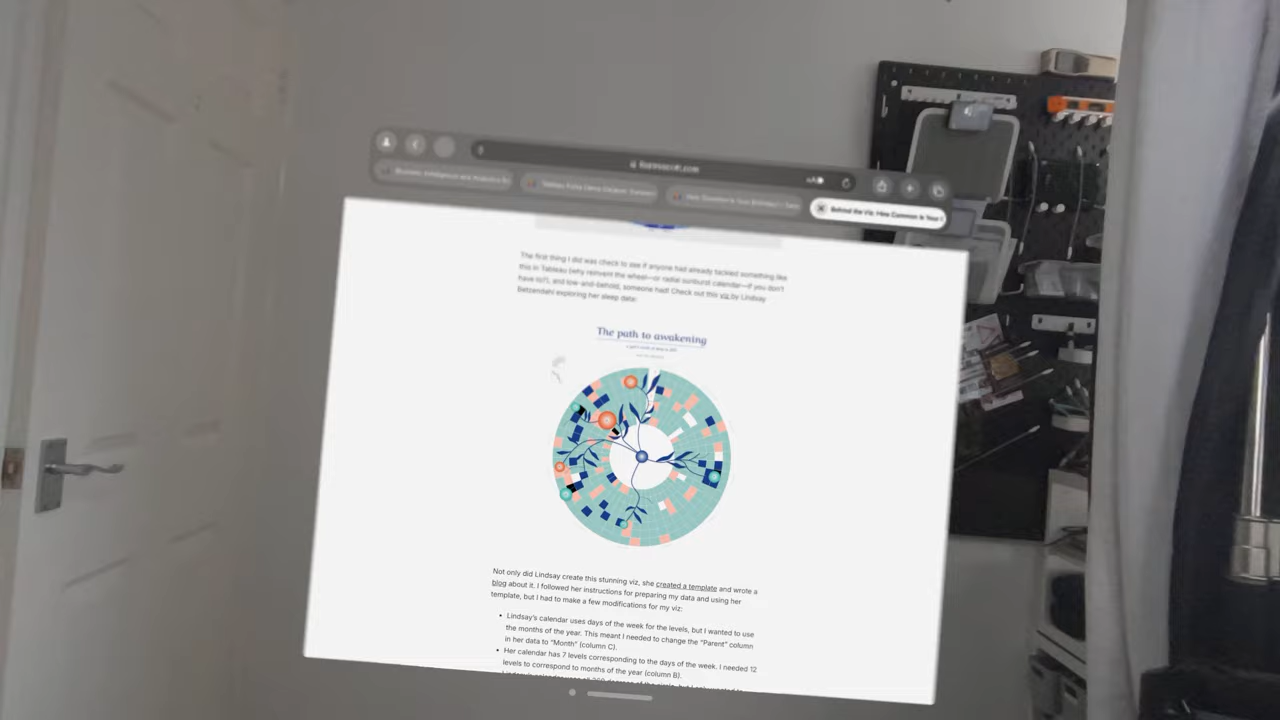 Behind the Viz: How Common Is Your
The first thing I did was check to see if anyone had already tackled something like
this in Tableau (why reinvent the wheel—or radial sunburst calendar—if you don't
have to?), and low-and-behold, someone had! Check out this viz by Lindsay
Betzendahl exploring her sleep data:
The path to awakening
Not only did Lindsay create this stunning viz, she created a template and wrote a
blog about it. I followed her instructions for preparing my data and using her
template, but I had to make a few modifications for my viz:
• Lindsay's calendar uses days of the week for the levels, but I wanted to use
the months of the year. This meant I needed to change the "Parent" column
in her data to "Month" (column C).
• Her calendar has 7 levels corresponding to the days of the week. I needed 12
levels to correspond to months of the year (column B).